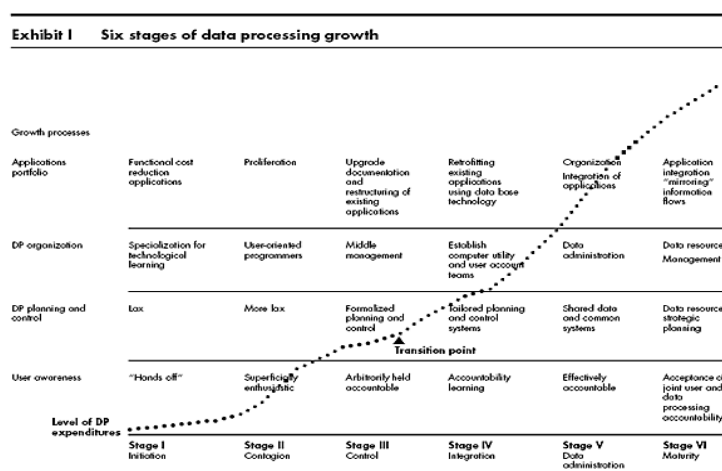 Exhibit I Six stages of data processing growth
Growth processes
Applications portfolio
Functional cost reduction applications
Proliferation
Upgrade documentation and restructuring of existing applications
Retrofitting existing applications using data base technology
Organization Integration of applications
Application integration "mirroring" information flows
DP organization
Specialization for technological learning
User-oriented programmers
Middle management
Establish computer utility and user account teams
Data administration
Data resource Management
DP planning and control
Lax
More lax
Formalized planning and control
Tailored planning and control systems
Shared data and common systems
Data resource strategic planning
Transition point
User awareness
"Hands off"
Superficially enthusiastic
Arbitrarily held accountable
Accountability learning
Effectively accountable
Acceptance of joint user and data processing accountability
Level of DP expenditures
Stage I Initiation
Stage II Contagion
Stage III Control
Stage IV Integration
Stage V Data administration
Stage VI Maturity